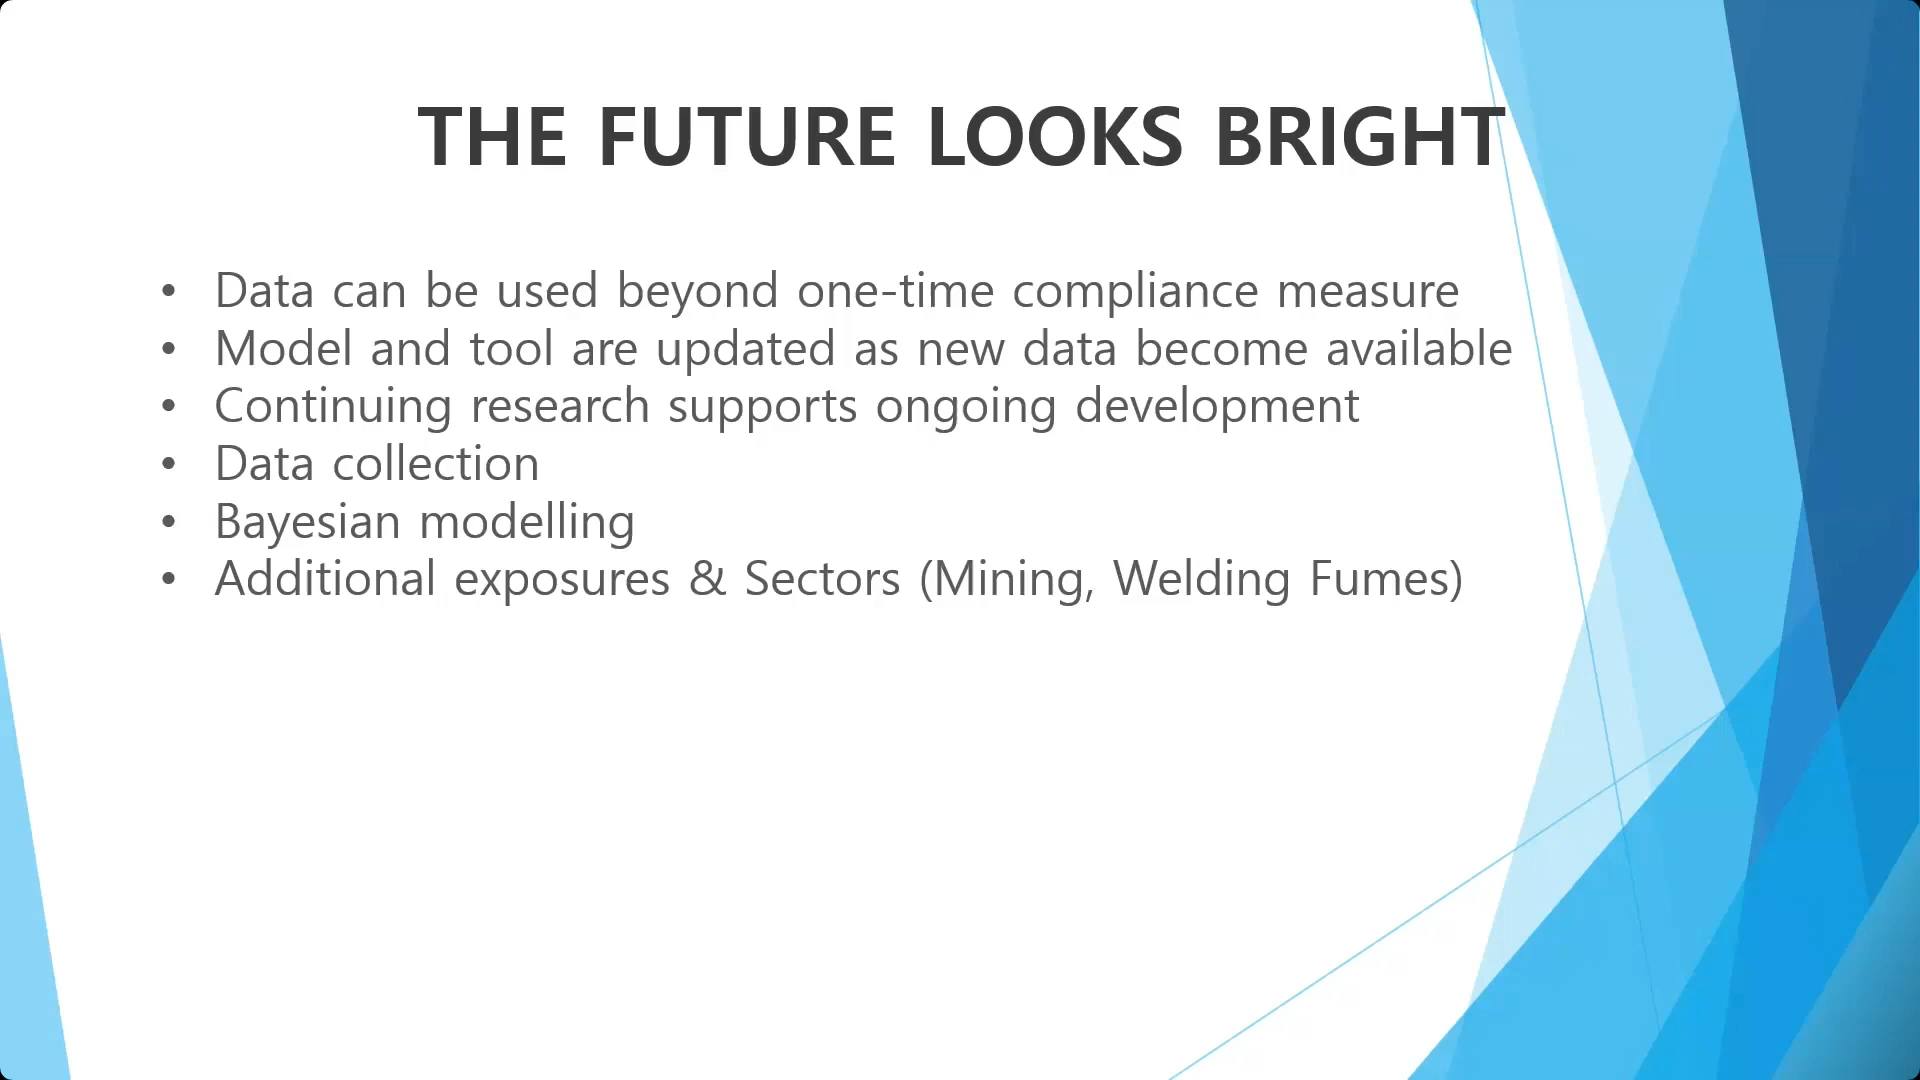 THE FUTURE LOOKS BRIGHT
• Data can be used beyond one-time compliance measure
• Model and tool are updated as new data become available
• Continuing research supports ongoing development
• Data collection
• Bayesian modelling
• Additional exposures & Sectors (Mining, Welding Fumes)